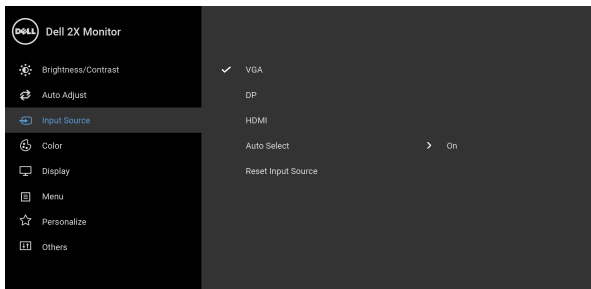 DELL Dell 2X Monitor
Brightness/Contrast VGA
Auto Adjust DP
Input Source HDMI
Color Auto Select On
Display Reset Input Source
Menu
Personalize
Others